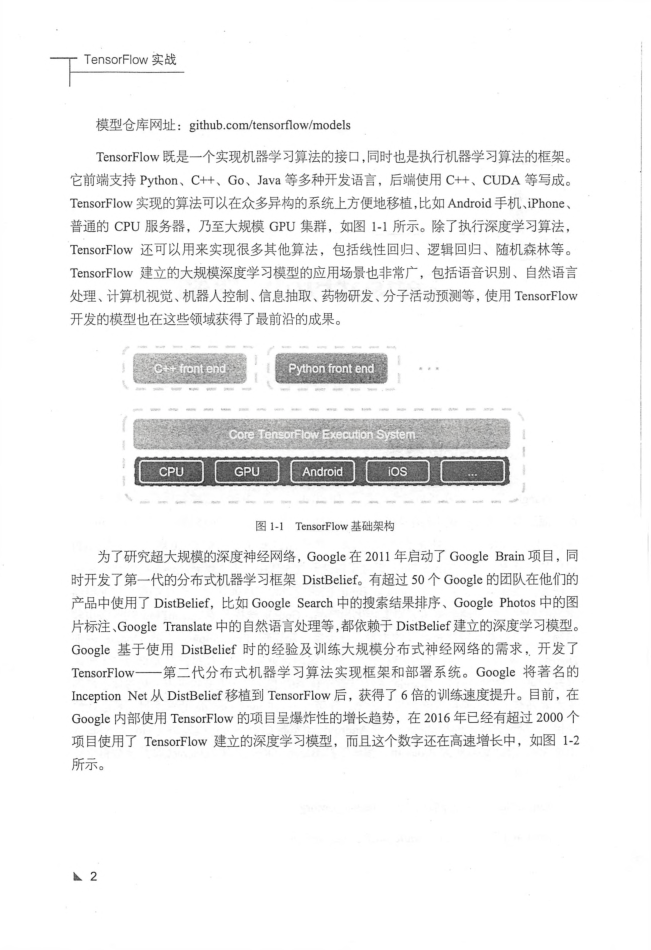 TensorFlow 实战
模型仓库网址：github.com/tensorflow/models
TensorFlow 既是一个实现机器学习算法的接口,同时也是执行机器学习算法的框架。
它前端支持 Python、C++、Go、Java 等多种开发语言，后端使用 C++、CUDA 等写成。
TensorFlow 实现的算法可以在众多异构的系统上方便地移植,比如 Android 手机、iPhone、
普通的 CPU 服务器，乃至大规模 GPU 集群，如图 1-1 所示。除了执行深度学习算法，
TensorFlow 还可以用来实现很多其他算法，包括线性回归、逻辑回归、随机森林等。
TensorFlow 建立的大规模深度学习模型的应用场景也非常广，包括语音识别、自然语言
处理、计算机视觉、机器人控制、信息抽取、药物研发、分子活动预测等，使用 TensorFlow
开发的模型也在这些领域获得了最前沿的成果。
C++ front end
Python front end
...
Core TensorFlow Execution System
CPU
GPU
Android
iOS
...
图 1-1 TensorFlow 基础架构
为了研究超大规模的深度神经网络，Google 在 2011 年启动了 Google Brain 项目，同
时开发了第一代的分布式机器学习框架 DistBelief。有超过 50 个 Google 的团队在他们的
产品中使用了 DistBelief，比如 Google Search 中的搜索结果排序、Google Photos 中的图
片标注、Google Translate 中的自然语言处理等,都依赖于 DistBelief 建立的深度学习模型。
Google 基于使用 DistBelief 时的经验及训练大规模分布式神经网络的需求，开发了
TensorFlow——第二代分布式机器学习算法实现框架和部署系统。Google 将著名的
Inception Net 从 DistBelief 移植到 TensorFlow 后，获得了 6 倍的训练速度提升。目前，在
Google 内部使用 TensorFlow 的项目呈爆炸性的增长趋势，在 2016 年已经有超过 2000 个
项目使用了 TensorFlow 建立的深度学习模型，而且这个数字还在高速增长中，如图 1-2
所示。
2